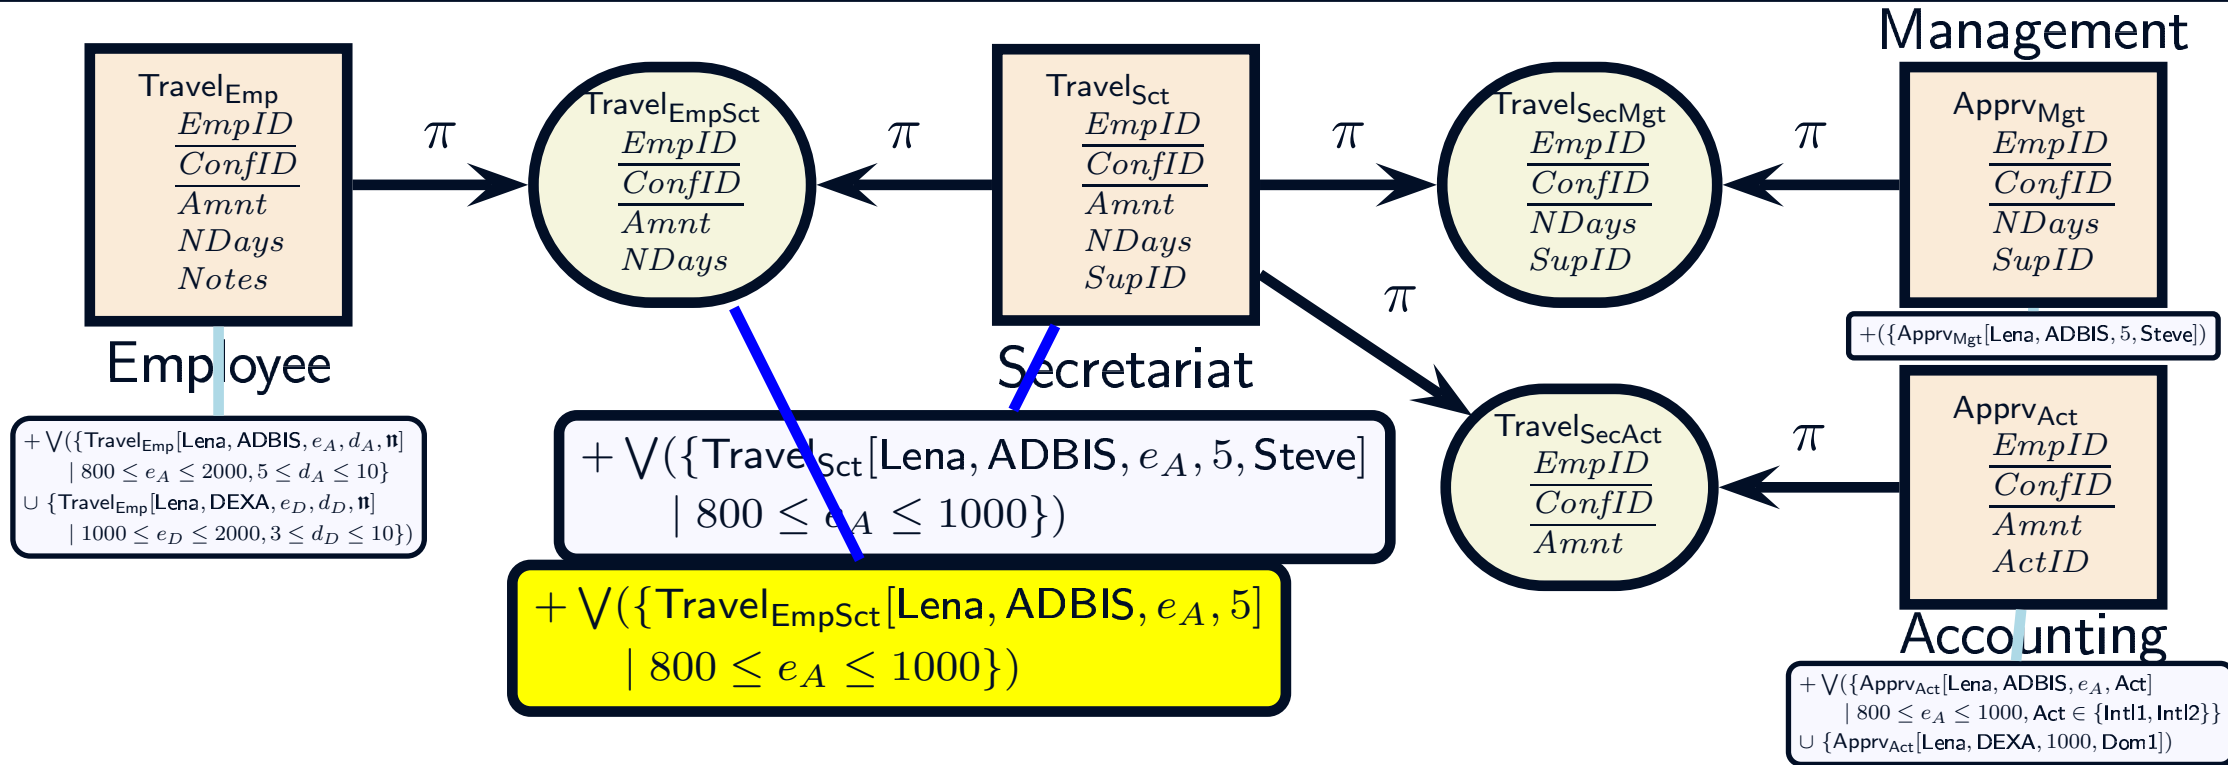 Management
Travel_Emp
EmpID
ConfID
Amnt
NDays
Notes
π
Travel_EmpSct
EmpID
ConfID
Amnt
NDays
π
Travel_Sct
EmpID
ConfID
Amnt
NDays
SupID
π
Travel_SecMgt
EmpID
ConfID
NDays
SupID
π
Apprv_Mgt
EmpID
ConfID
NDays
SupID
π
+({Apprv_Mgt[Lena, ADBIS, 5, Steve]}
Employee
Secretariat
+ ⋁({Travel_Emp[Lena, ADBIS, e_A, d_A, 𝖓]
| 800 ≤ e_A ≤ 2000, 5 ≤ d_A ≤ 10}
∪ {Travel_Emp[Lena, DEXA, e_D, d_D, 𝖓]
| 1000 ≤ e_D ≤ 2000, 3 ≤ d_D ≤ 10})
+ ⋁({Travel_Sct[Lena, ADBIS, e_A, 5, Steve]
| 800 ≤ e_A ≤ 1000})
+ ⋁({Travel_EmpSct[Lena, ADBIS, e_A, 5]
| 800 ≤ e_A ≤ 1000})
Travel_SecAct
EmpID
ConfID
Amnt
π
Apprv_Act
EmpID
ConfID
Amnt
ActID
Accounting
+ ⋁({Apprv_Act[Lena, ADBIS, e_A, Act]
| 800 ≤ e_A ≤ 1000, Act ∈ {Intl1, Intl2}}
∪ {Apprv_Act[Lena, DEXA, 1000, Dom1])